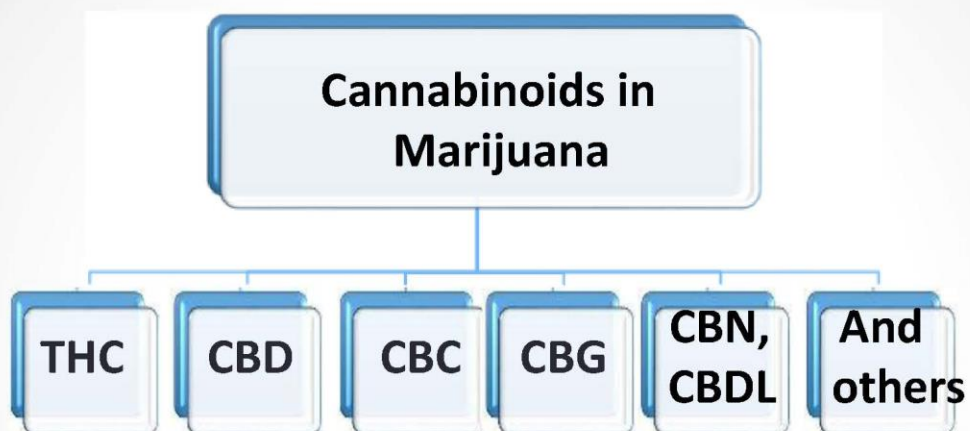 Cannabinoids in
Marijuana
THC
CBD
CBC
CBG
CBN,
CBDL
And
others